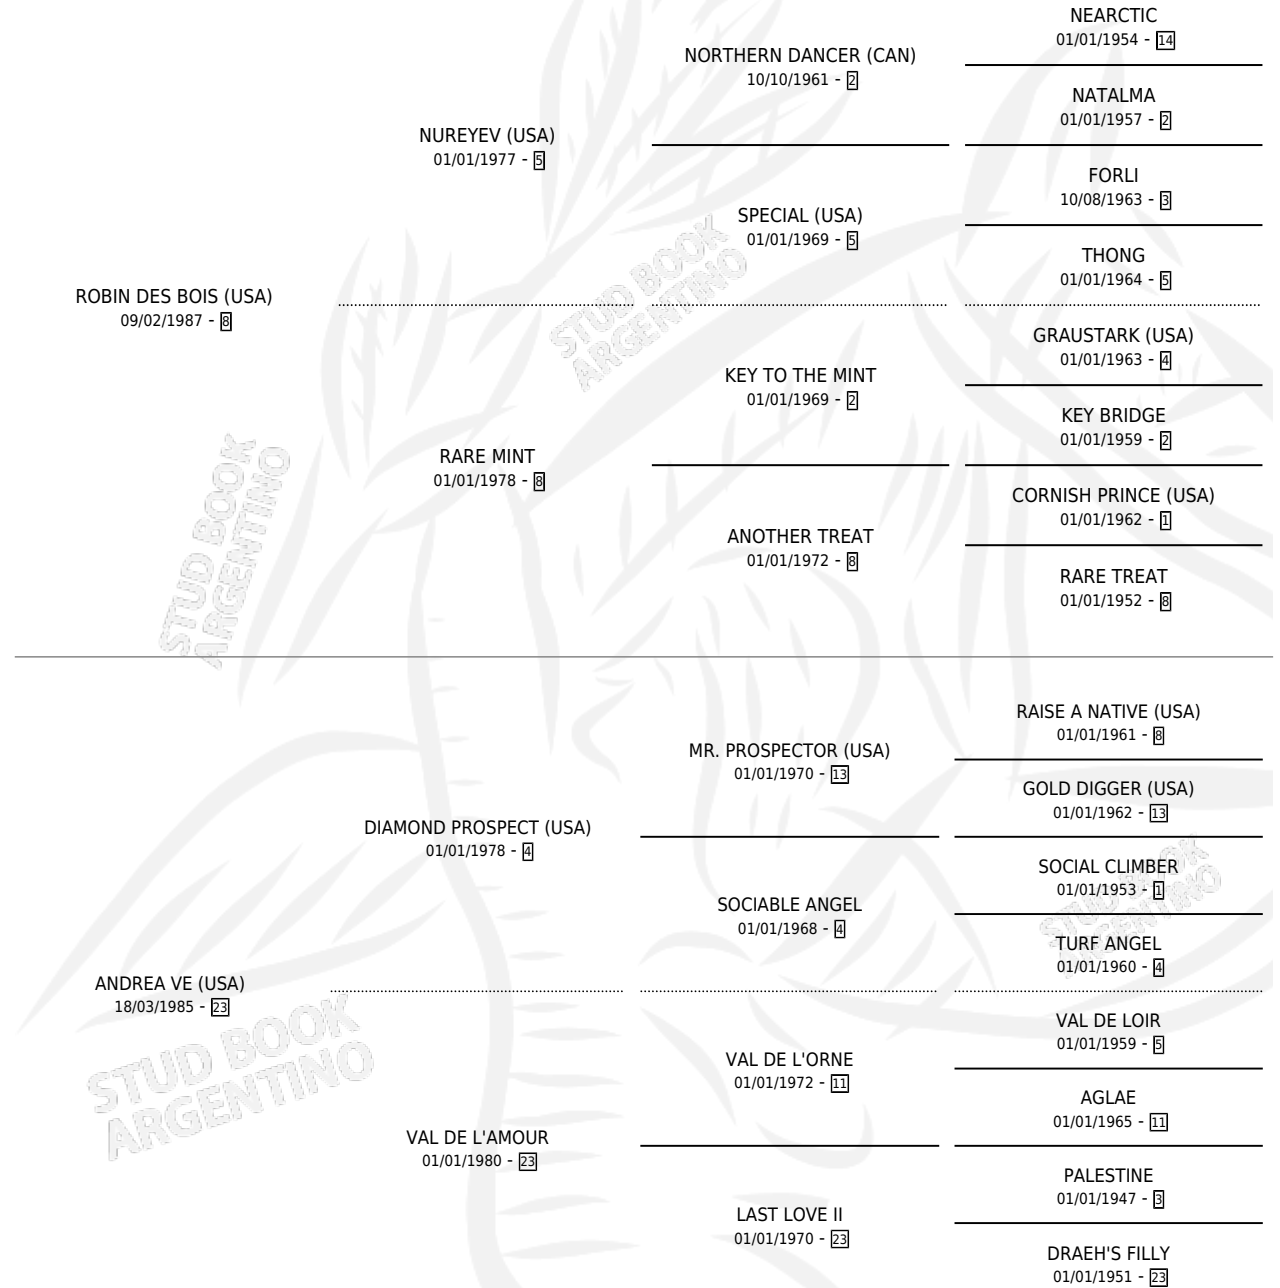 NEARCTIC
01/01/1954 - 14
NORTHERN DANCER (CAN)
10/10/1961 - 2
NATALMA
01/01/1957 - 2
NUREYEV (USA)
01/01/1977 - 5
FORLI
10/08/1963 - 3
SPECIAL (USA)
01/01/1969 - 5
THONG
01/01/1964 - 5
ROBIN DES BOIS (USA)
09/02/1987 - 8
GRAUSTARK (USA)
01/01/1963 - 4
KEY TO THE MINT
01/01/1969 - 2
KEY BRIDGE
01/01/1959 - 2
RARE MINT
01/01/1978 - 8
CORNISH PRINCE (USA)
01/01/1962 - 1
ANOTHER TREAT
01/01/1972 - 8
RARE TREAT
01/01/1952 - 8
RAISE A NATIVE (USA)
01/01/1961 - 8
MR. PROSPECTOR (USA)
01/01/1970 - 13
GOLD DIGGER (USA)
01/01/1962 - 13
DIAMOND PROSPECT (USA)
01/01/1978 - 4
SOCIAL CLIMBER
01/01/1953 - 1
SOCIABLE ANGEL
01/01/1968 - 4
TURF ANGEL
01/01/1960 - 4
ANDREA VE (USA)
18/03/1985 - 23
VAL DE LOIR
01/01/1959 - 5
VAL DE L'ORNE
01/01/1972 - 11
AGLAE
01/01/1965 - 11
VAL DE L'AMOUR
01/01/1980 - 23
PALESTINE
01/01/1947 - 3
LAST LOVE II
01/01/1970 - 23
DRAEH'S FILLY
01/01/1951 - 23
STUD BOOK
ARGENTINO
STUD BOOK
ARGENTINO
STUD BOOK
ARGENTINO
STUD BOOK
ARGENTINO